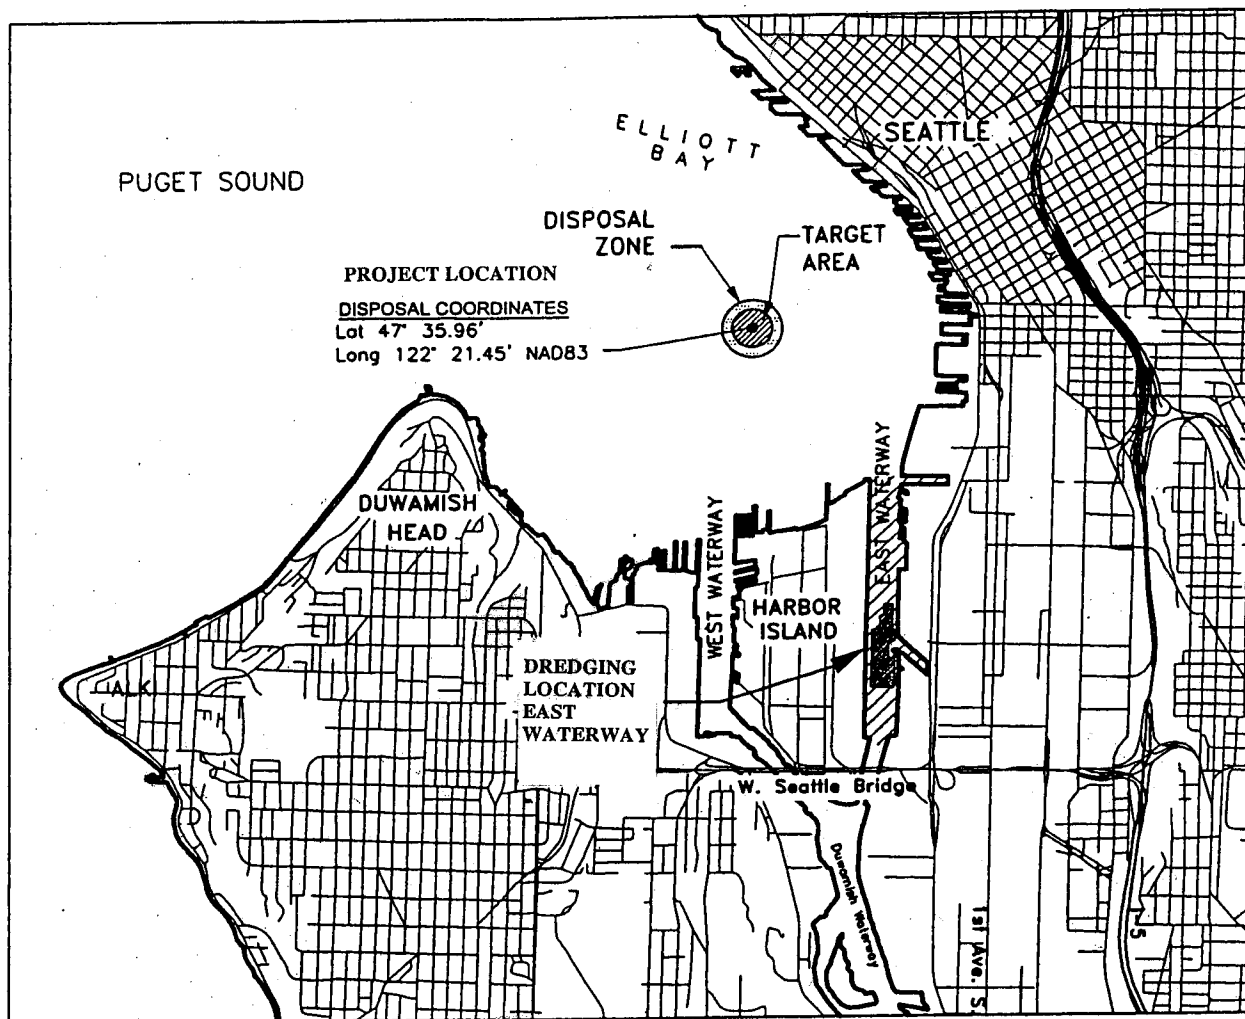 ELLIOTT
BAY
SEATTLE
PUGET SOUND
DISPOSAL
ZONE
TARGET
AREA
PROJECT LOCATION
DISPOSAL COORDINATES
Lat 47° 35.96'
Long 122° 21.45' NAD83
DUWAMISH
HEAD
WEST WATERWAY
EAST WATERWAY
HARBOR
ISLAND
DREDGING
LOCATION
EAST
WATERWAY
ALK
W. Seattle Bridge
Duwamish Waterway
1st Ave. S.
I-5